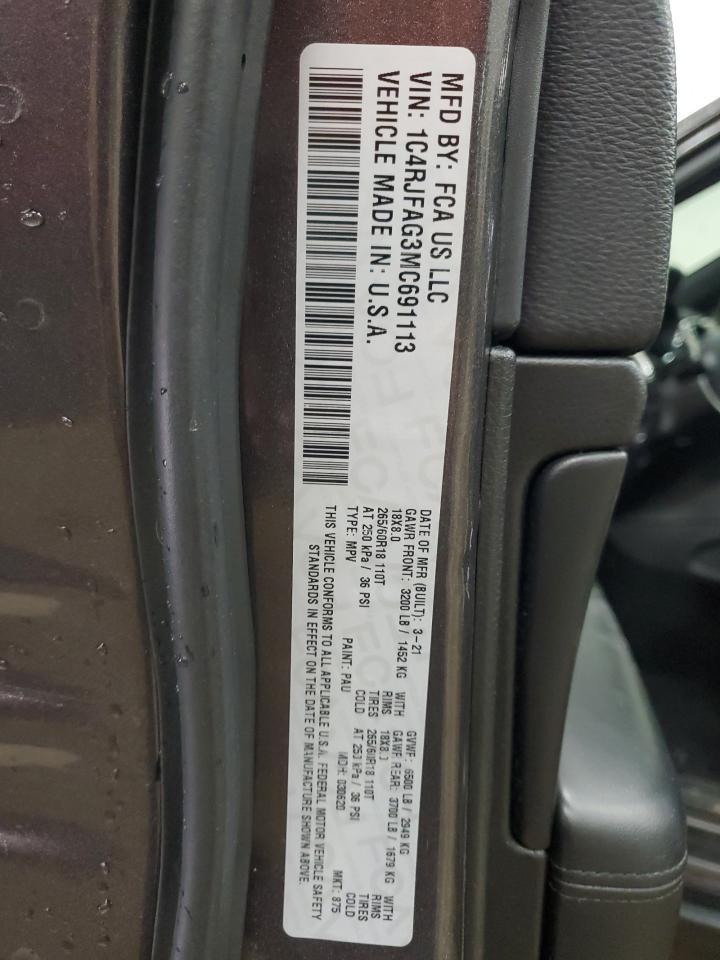 MFD BY: FCA US LLC
VIN: 1C4RJFAG3MC691113
VEHICLE MADE IN: U.S.A.
DATE OF MFR (BUILT): 3-21 GVWR: 6500 LB / 2949 KG
GAWR FRONT: 3200 LB / 1452 KG WITH GAWR REAR: 3700 LB / 1679 KG WITH
18X8.0 RIMS 18X8.0 RIMS
265/60R18 110T TIRES 265/60R18 110T TIRES
AT 250 kPa / 36 PSI COLD AT 250 kPa / 36 PSI COLD
TYPE: MPV PAINT: PAU MDH: 030620 MKT: 875
THIS VEHICLE CONFORMS TO ALL APPLICABLE U.S.A. FEDERAL MOTOR VEHICLE SAFETY
STANDARDS IN EFFECT ON THE DATE OF MANUFACTURE SHOWN ABOVE